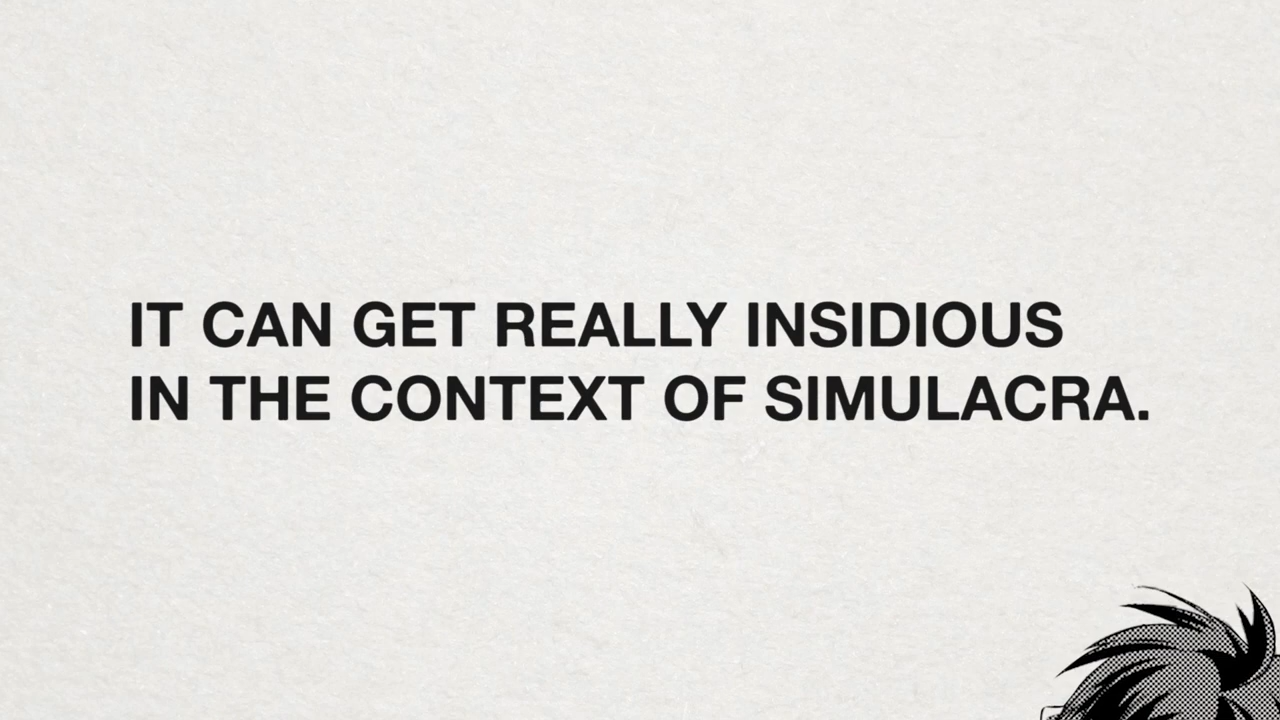 IT CAN GET REALLY INSIDIOUS
IN THE CONTEXT OF SIMULACRA.